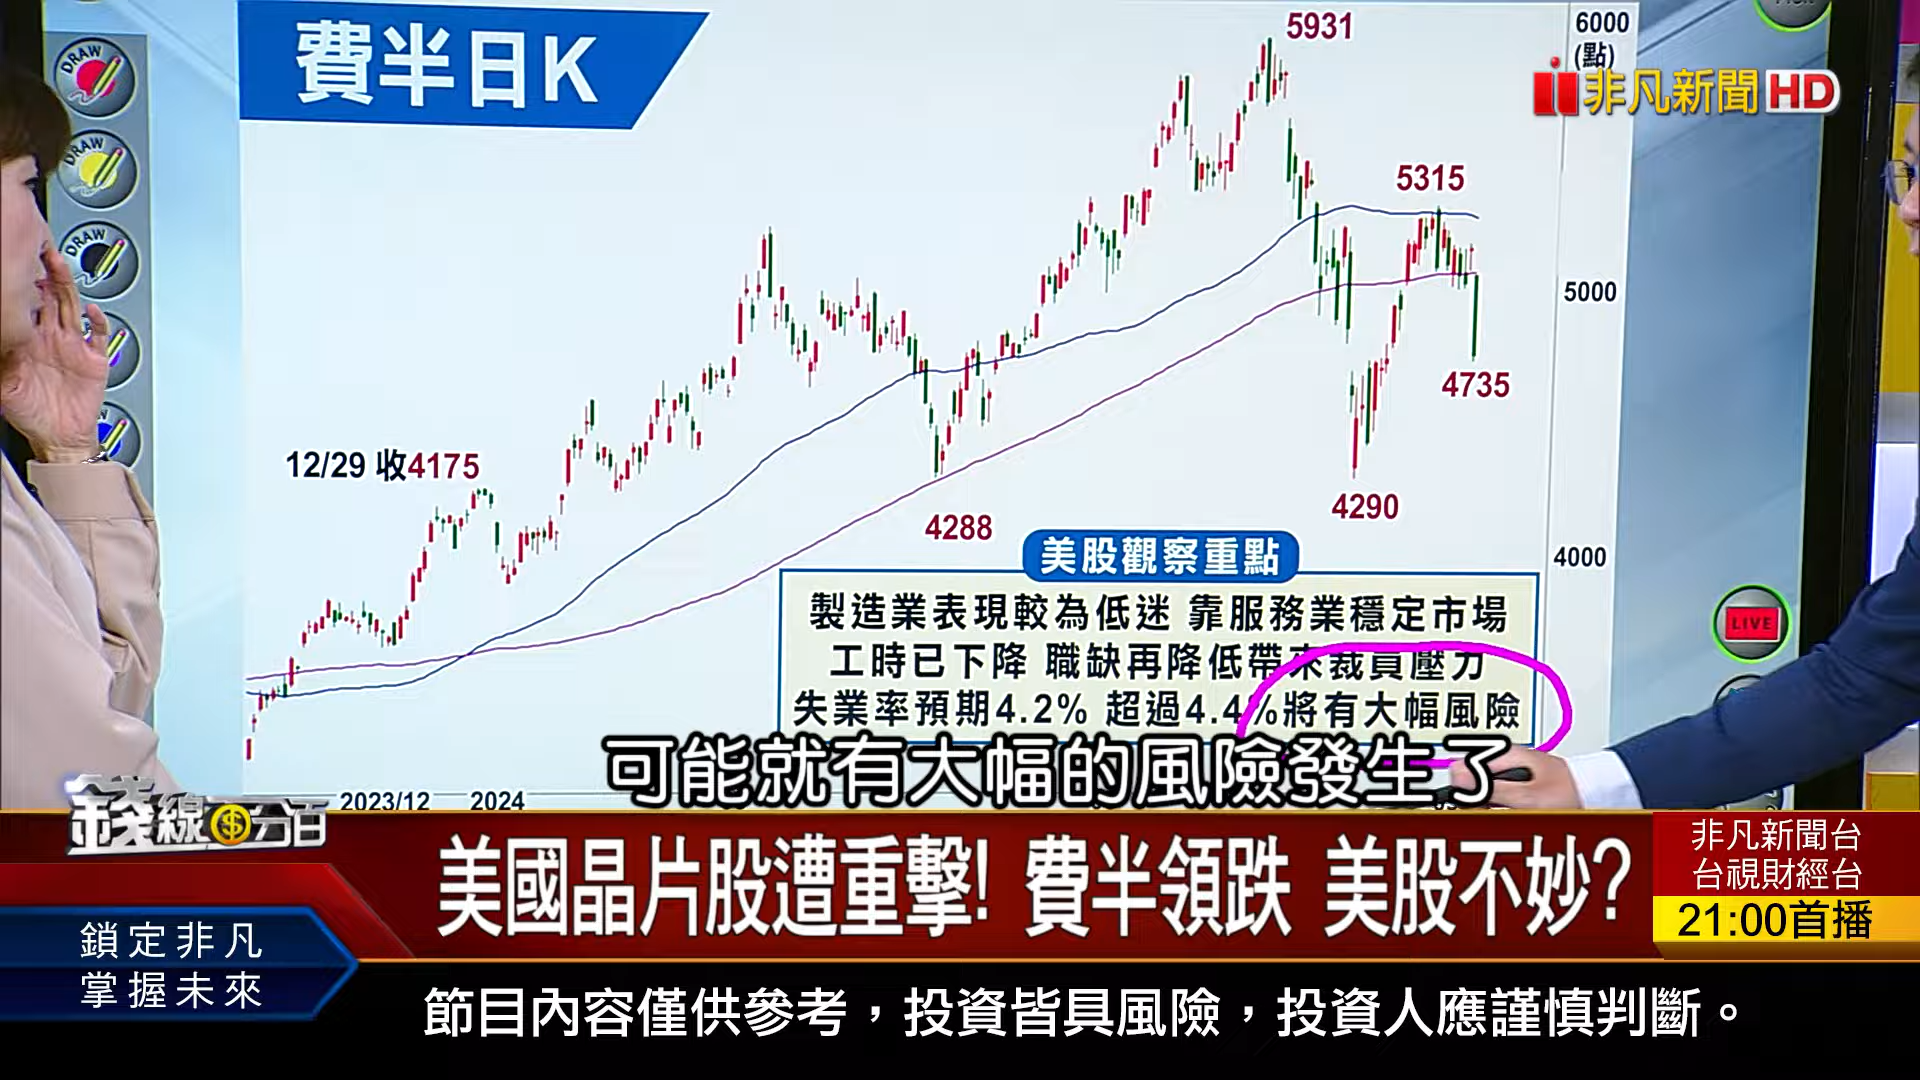 費半日K
5931
6000
(點)
非凡新聞HD
DRAW
DRAW
DRAW
5315
5000
4735
12/29 收4175
4288
4290
4000
美股觀察重點
製造業表現較為低迷 靠服務業穩定市場
工時已下降 職缺再降低帶來裁員壓力
失業率預期4.2% 超過4.4%將有大幅風險
LIVE
可能就有大幅的風險發生了
2023/12
2024
錢線百分百
美國晶片股遭重擊! 費半領跌 美股不妙?
非凡新聞台
台視財經台
21:00首播
鎖定非凡
掌握未來
節目內容僅供參考，投資皆具風險，投資人應謹慎判斷。